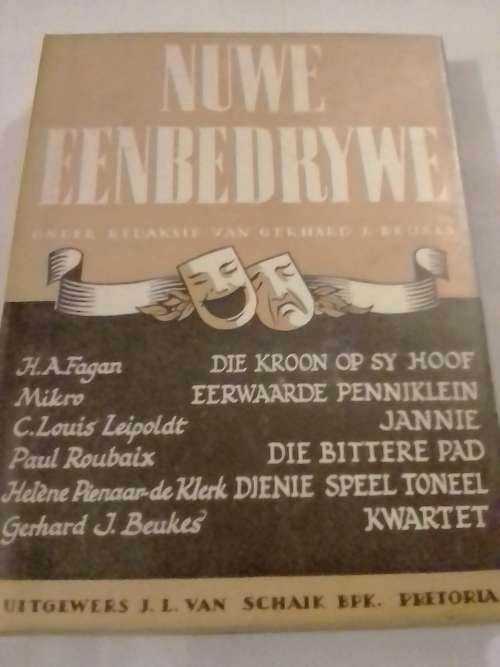 NUWE
EENBEDRYWE
ONDER REDAKSIE VAN GERHARD J. BEUKES
H.A.Fagan DIE KROON OP SY HOOF
Mikro EERWAARDE PENNIKLEIN
C.Louis Leipoldt JANNIE
Paul Roubaix DIE BITTERE PAD
Helène Pienaar-de Klerk DIENIE SPEEL TONEEL
Gerhard J. Beukes KWARTET
UITGEWERS J. L. VAN SCHAIK BPK. PRETORIA